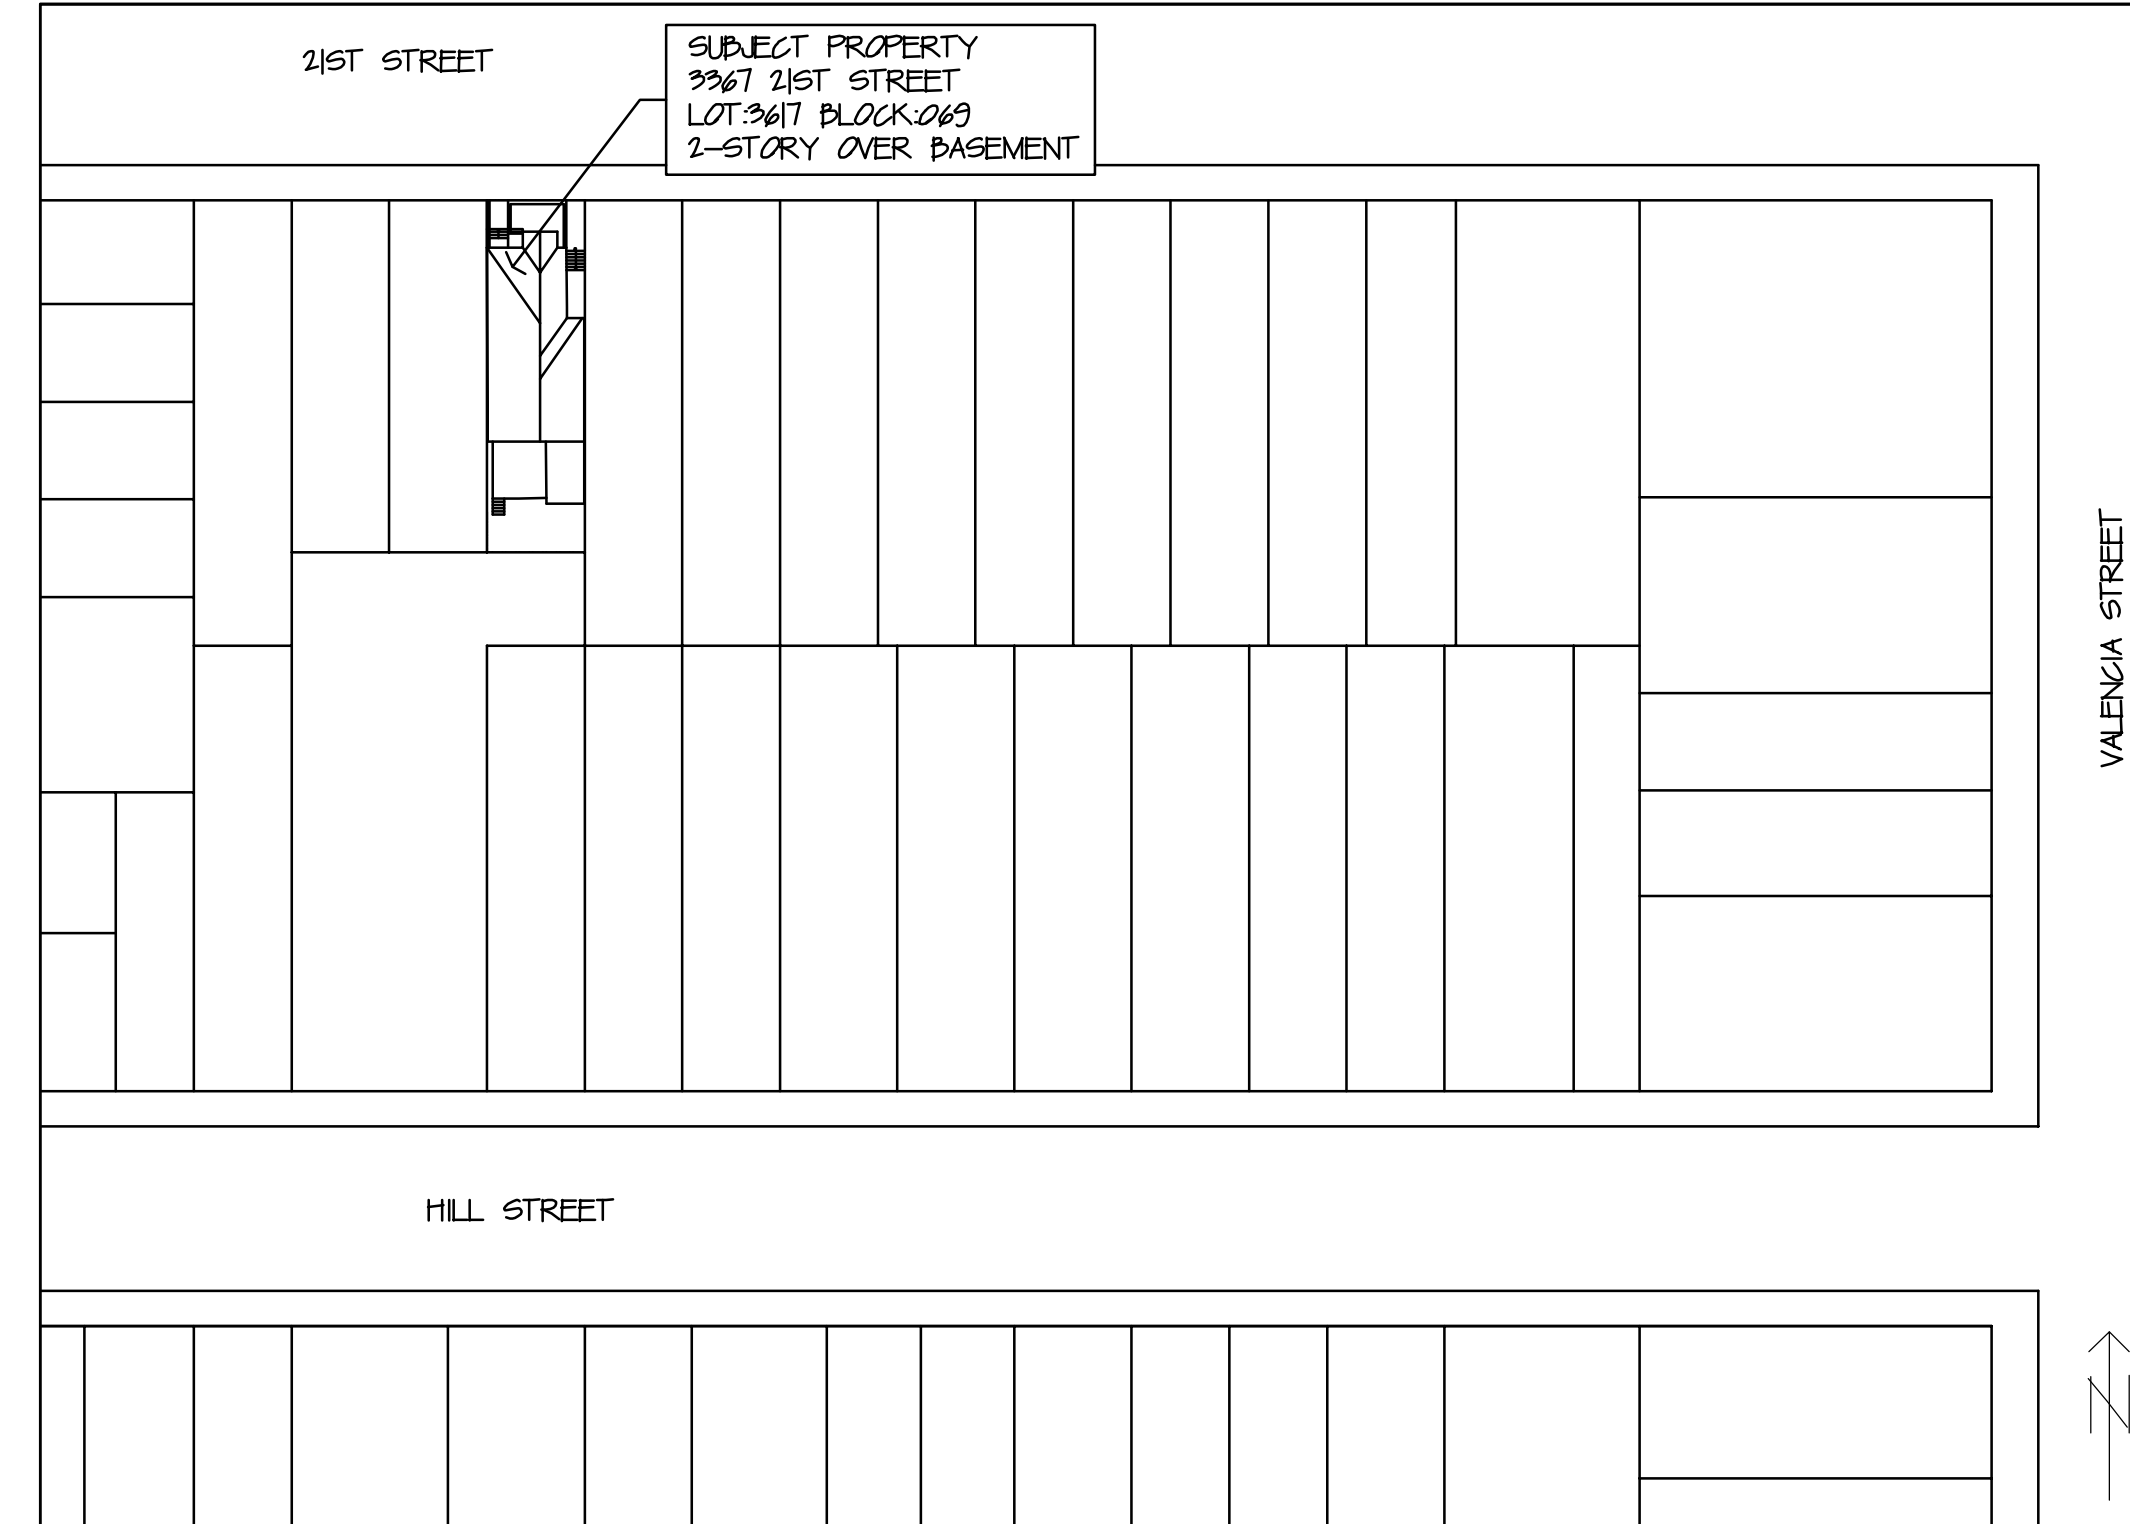 21ST STREET
SUBJECT PROPERTY
3367 21ST STREET
LOT:3617 BLOCK:069
2-STORY OVER BASEMENT
VALENCIA STREET
HILL STREET
N